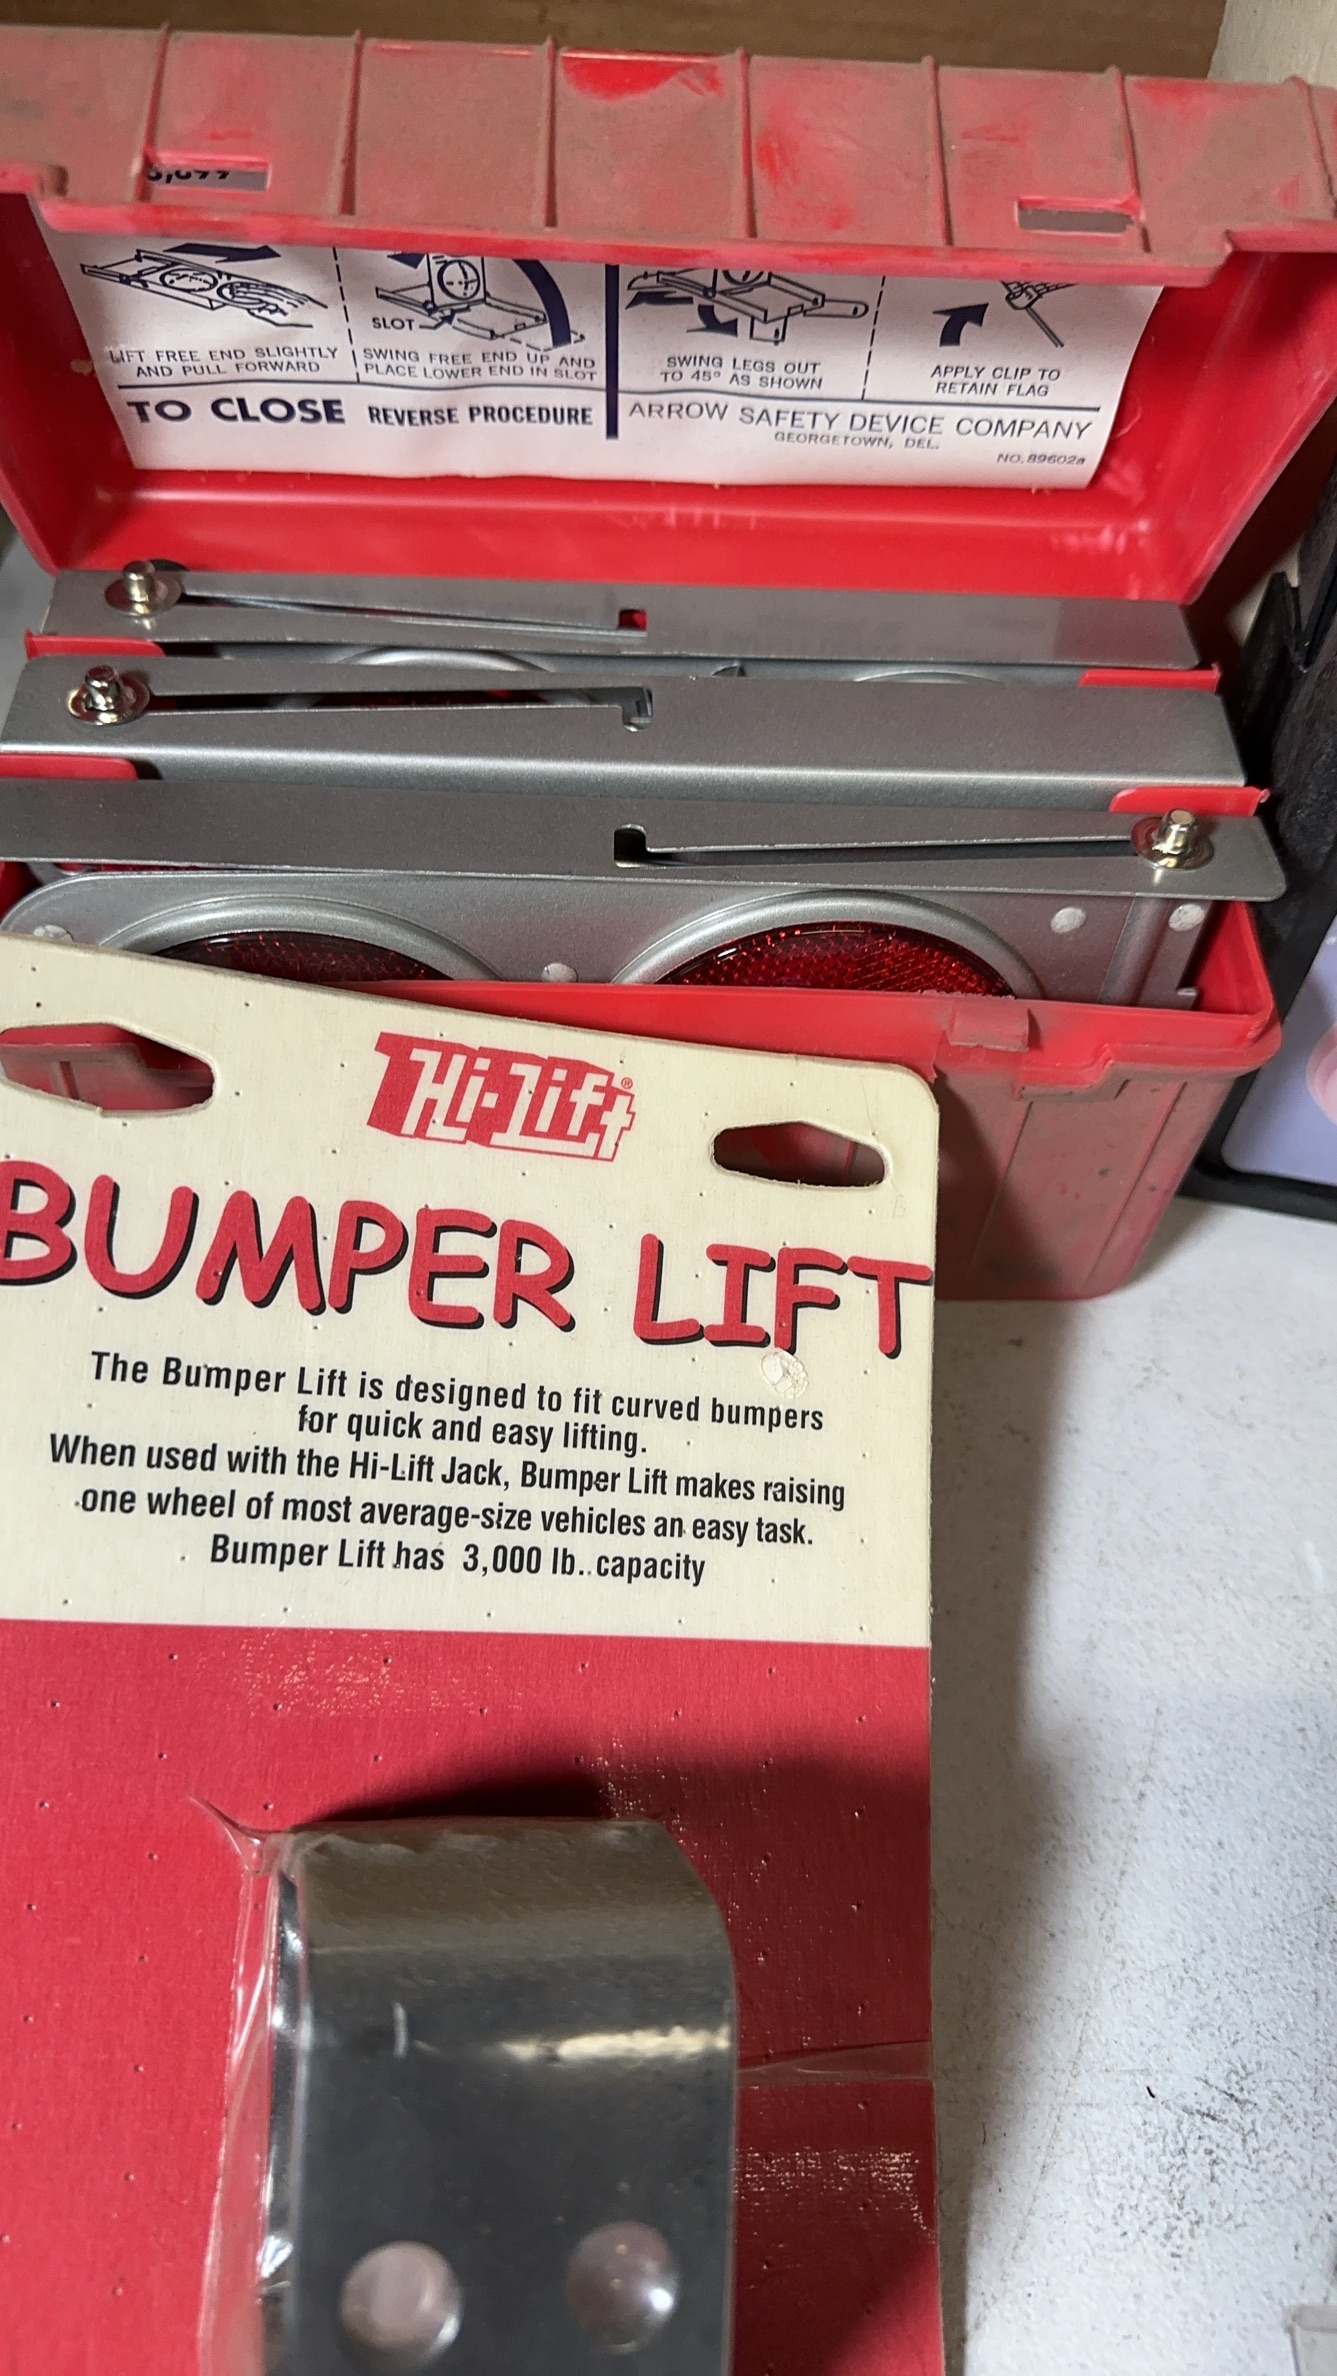 SLOT
LIFT FREE END SLIGHTLY
AND PULL FORWARD
SWING FREE END UP AND
PLACE LOWER END IN SLOT
SWING LEGS OUT
TO 45° AS SHOWN
APPLY CLIP TO
RETAIN FLAG
TO CLOSE REVERSE PROCEDURE
ARROW SAFETY DEVICE COMPANY
GEORGETOWN, DEL.
NO. 89602a
Hi-Lift®
BUMPER LIFT
The Bumper Lift is designed to fit curved bumpers
for quick and easy lifting.
When used with the Hi-Lift Jack, Bumper Lift makes raising
one wheel of most average-size vehicles an easy task.
Bumper Lift has 3,000 lb. capacity